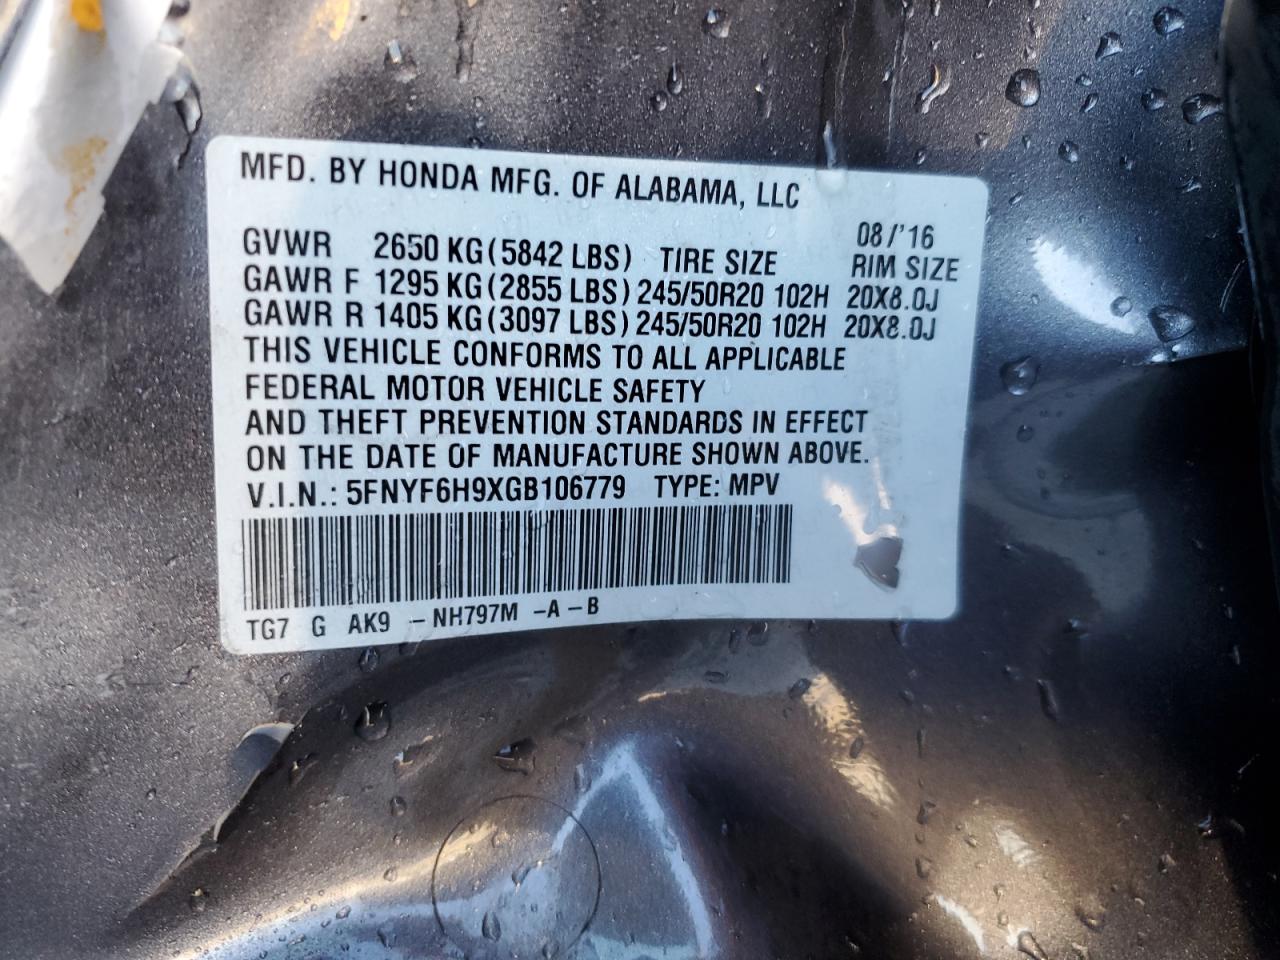 MFD. BY HONDA MFG. OF ALABAMA, LLC
08/'16
GVWR 2650 KG(5842 LBS) TIRE SIZE RIM SIZE
GAWR F 1295 KG(2855 LBS) 245/50R20 102H 20X8.0J
GAWR R 1405 KG(3097 LBS) 245/50R20 102H 20X8.0J
THIS VEHICLE CONFORMS TO ALL APPLICABLE
FEDERAL MOTOR VEHICLE SAFETY
AND THEFT PREVENTION STANDARDS IN EFFECT
ON THE DATE OF MANUFACTURE SHOWN ABOVE.
V.I.N.: 5FNYF6H9XGB106779 TYPE: MPV
TG7 G AK9 -NH797M -A-B